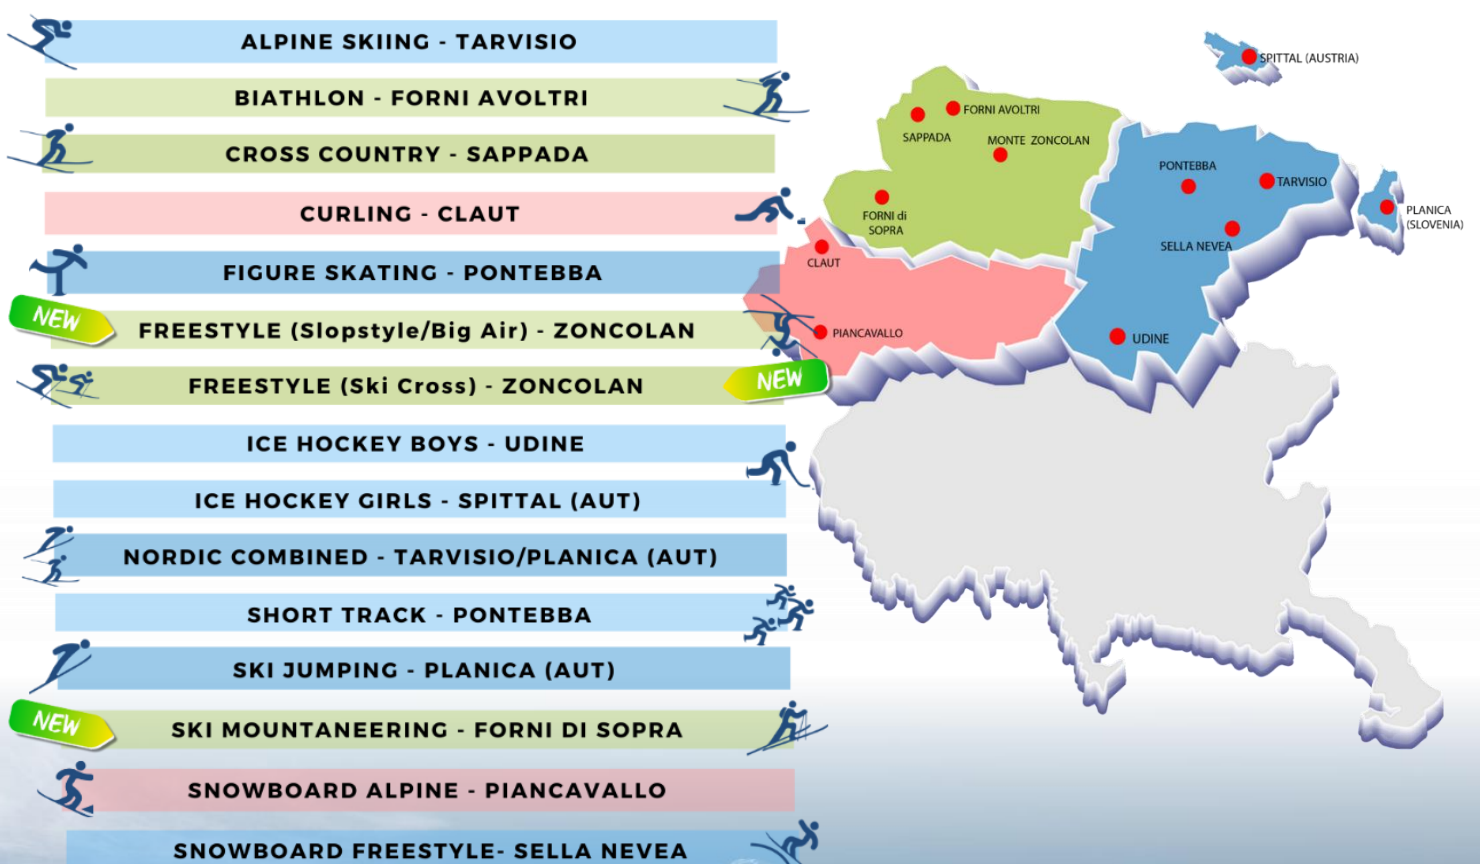 ALPINE SKIING - TARVISIO
BIATHLON - FORNI AVOLTRI
CROSS COUNTRY - SAPPADA
CURLING - CLAUT
FIGURE SKATING - PONTEBBA
NEW
FREESTYLE (Slopstyle/Big Air) - ZONCOLAN
FREESTYLE (Ski Cross) - ZONCOLAN
NEW
ICE HOCKEY BOYS - UDINE
ICE HOCKEY GIRLS - SPITTAL (AUT)
NORDIC COMBINED - TARVISIO/PLANICA (AUT)
SHORT TRACK - PONTEBBA
SKI JUMPING - PLANICA (AUT)
NEW
SKI MOUNTANEERING - FORNI DI SOPRA
SNOWBOARD ALPINE - PIANCAVALLO
SNOWBOARD FREESTYLE- SELLA NEVEA
SPITTAL (AUSTRIA)
FORNI AVOLTRI
SAPPADA
MONTE ZONCOLAN
PONTEBBA
TARVISIO
FORNI di
SOPRA
PLANICA
(SLOVENIA)
SELLA NEVEA
CLAUT
PIANCAVALLO
UDINE